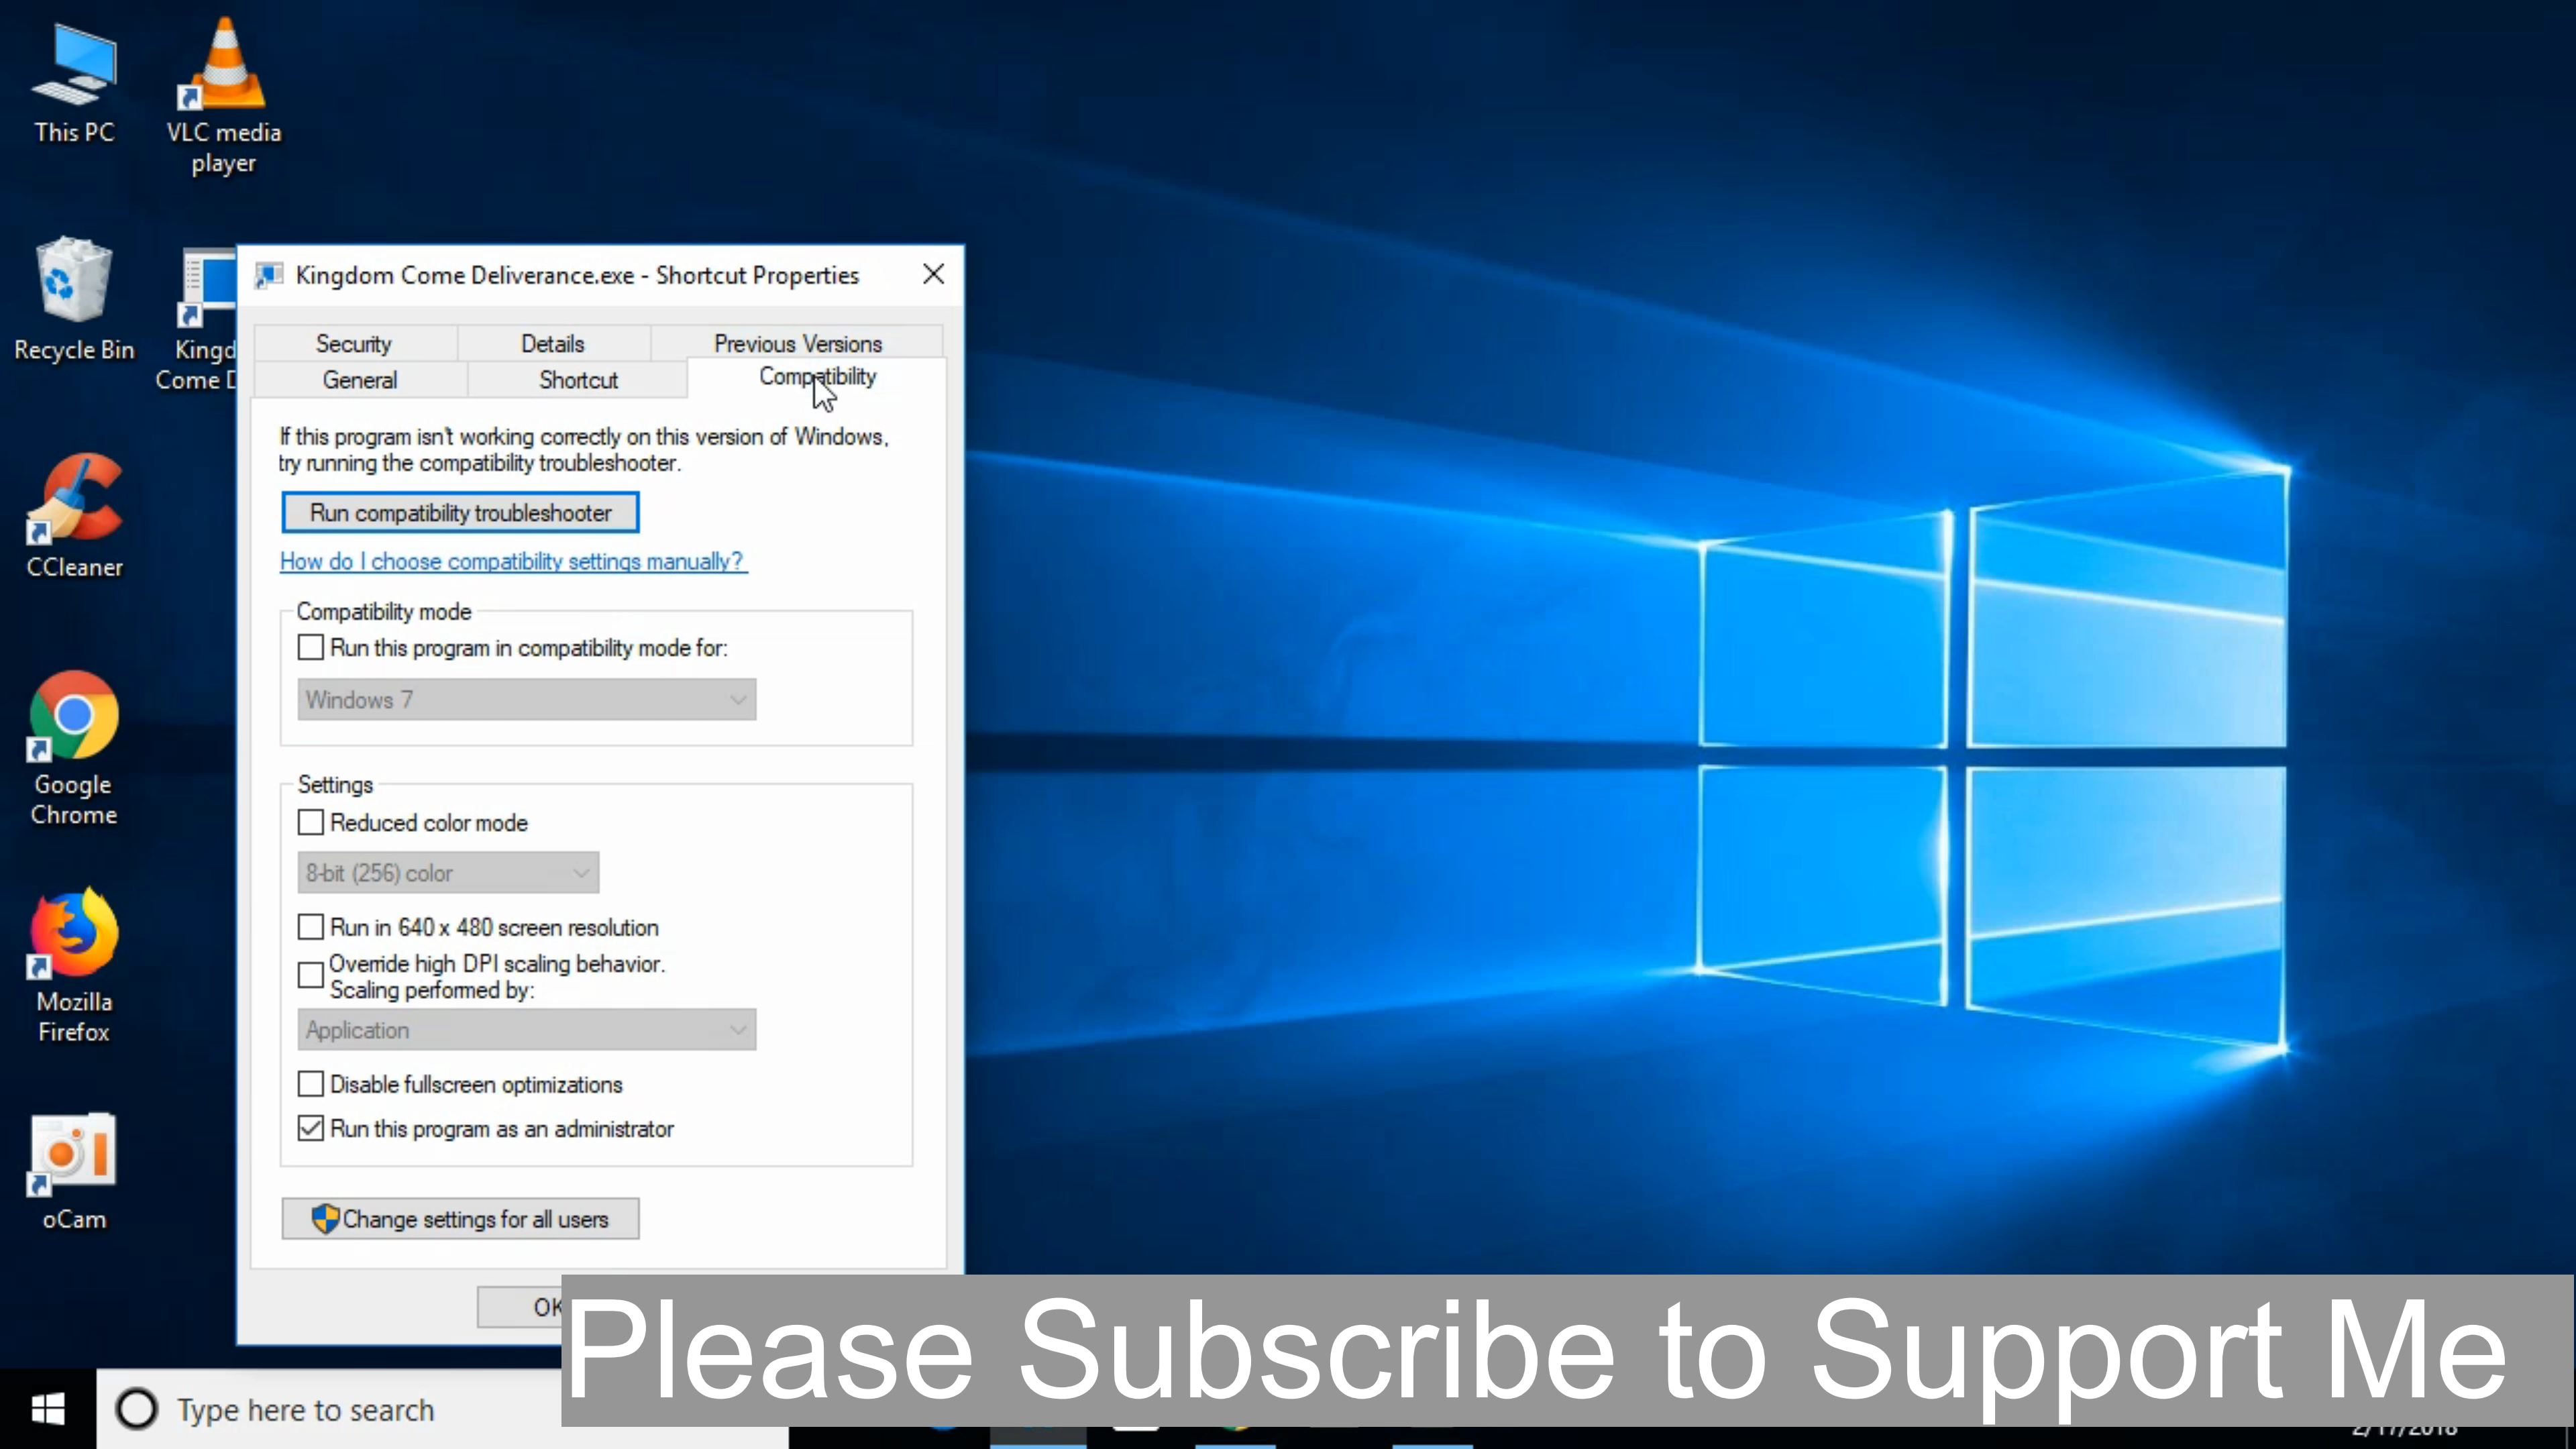 This PC
VLC media
player
Recycle Bin
Kingd
Come D
CCleaner
Google
Chrome
Mozilla
Firefox
oCam
Kingdom Come Deliverance.exe - Shortcut Properties
Security
Details
Previous Versions
General
Shortcut
Compatibility
If this program isn't working correctly on this version of Windows,
try running the compatibility troubleshooter.
Run compatibility troubleshooter
How do I choose compatibility settings manually?
Compatibility mode
Run this program in compatibility mode for:
Windows 7
Settings
Reduced color mode
8-bit (256) color
Run in 640 x 480 screen resolution
Override high DPI scaling behavior.
Scaling performed by:
Application
Disable fullscreen optimizations
Run this program as an administrator
Change settings for all users
OK
Please Subscribe to Support Me
Type here to search
2/17/2018